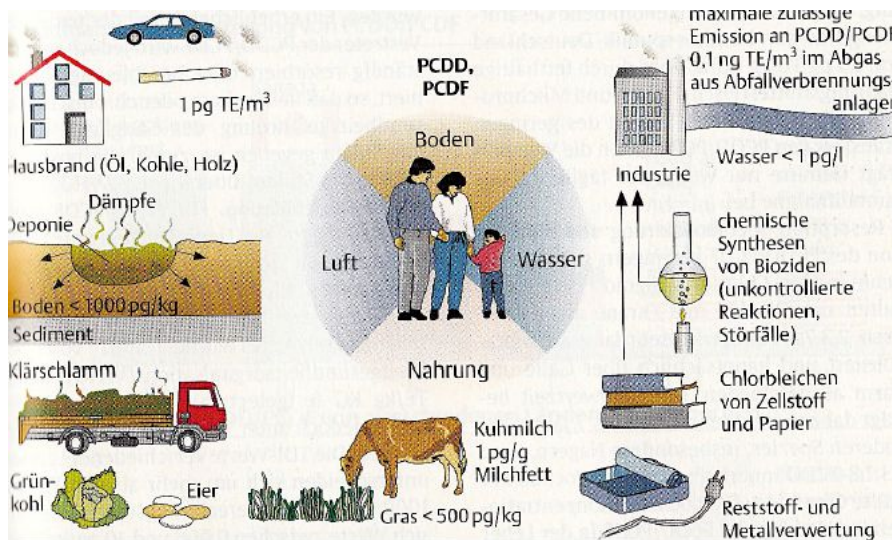 maximale zulässige
Emission an PCDD/PCDF
0,1 ng TE/m³ im Abgas
aus Abfallverbrennungs-
anlagen
PCDD,
PCDF
1 pg TE/m³
Hausbrand (Öl, Kohle, Holz)
Boden
Luft
Wasser
Nahrung
Wasser < 1 pg/l
Industrie
Dämpfe
Deponie
Boden < 1000 pg/kg
Sediment
chemische
Synthesen
von Bioziden
(unkontrollierte
Reaktionen,
Störfälle)
Klärschlamm
Chlorbleichen
von Zellstoff
und Papier
Kuhmilch
1 pg/g
Milchfett
Grün-
kohl
Eier
Gras < 500 pg/kg
Reststoff- und
Metallverwertung